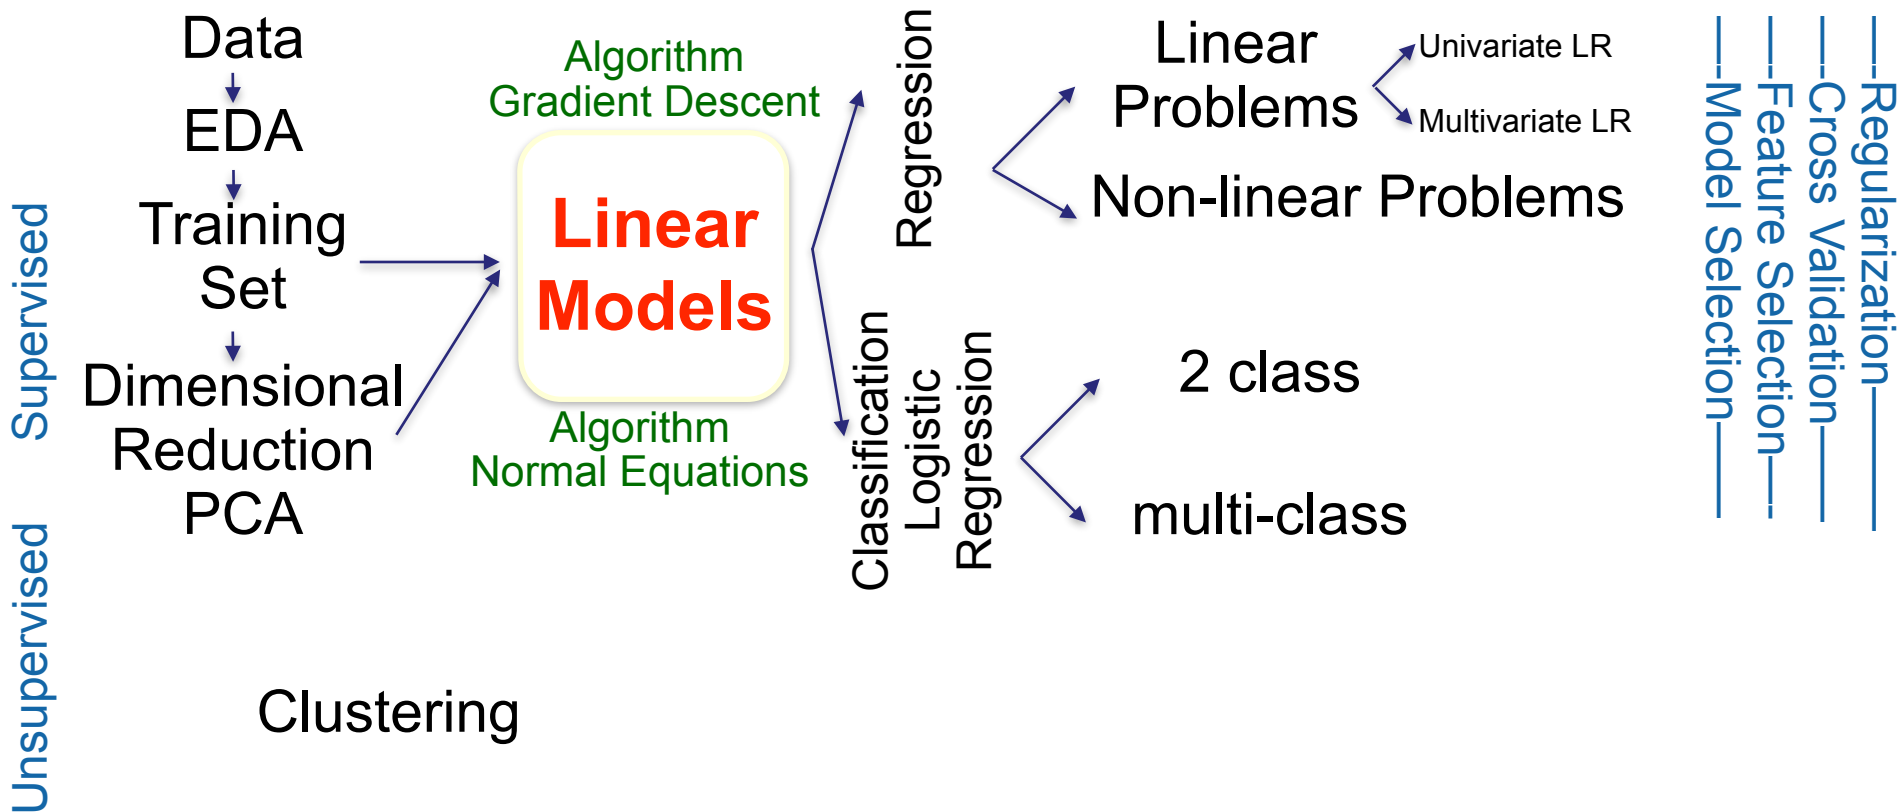 Data
EDA
Training
Set
Dimensional
Reduction
PCA
Supervised
Unsupervised
Clustering
Algorithm
Gradient Descent
Linear
Models
Algorithm
Normal Equations
Regression
Linear
Problems
Univariate LR
Multivariate LR
Non-linear Problems
Classification
Logistic
Regression
2 class
multi-class
——-Regularization————
——-Cross Validation———
——-Feature Selection——-
——-Model Selection———